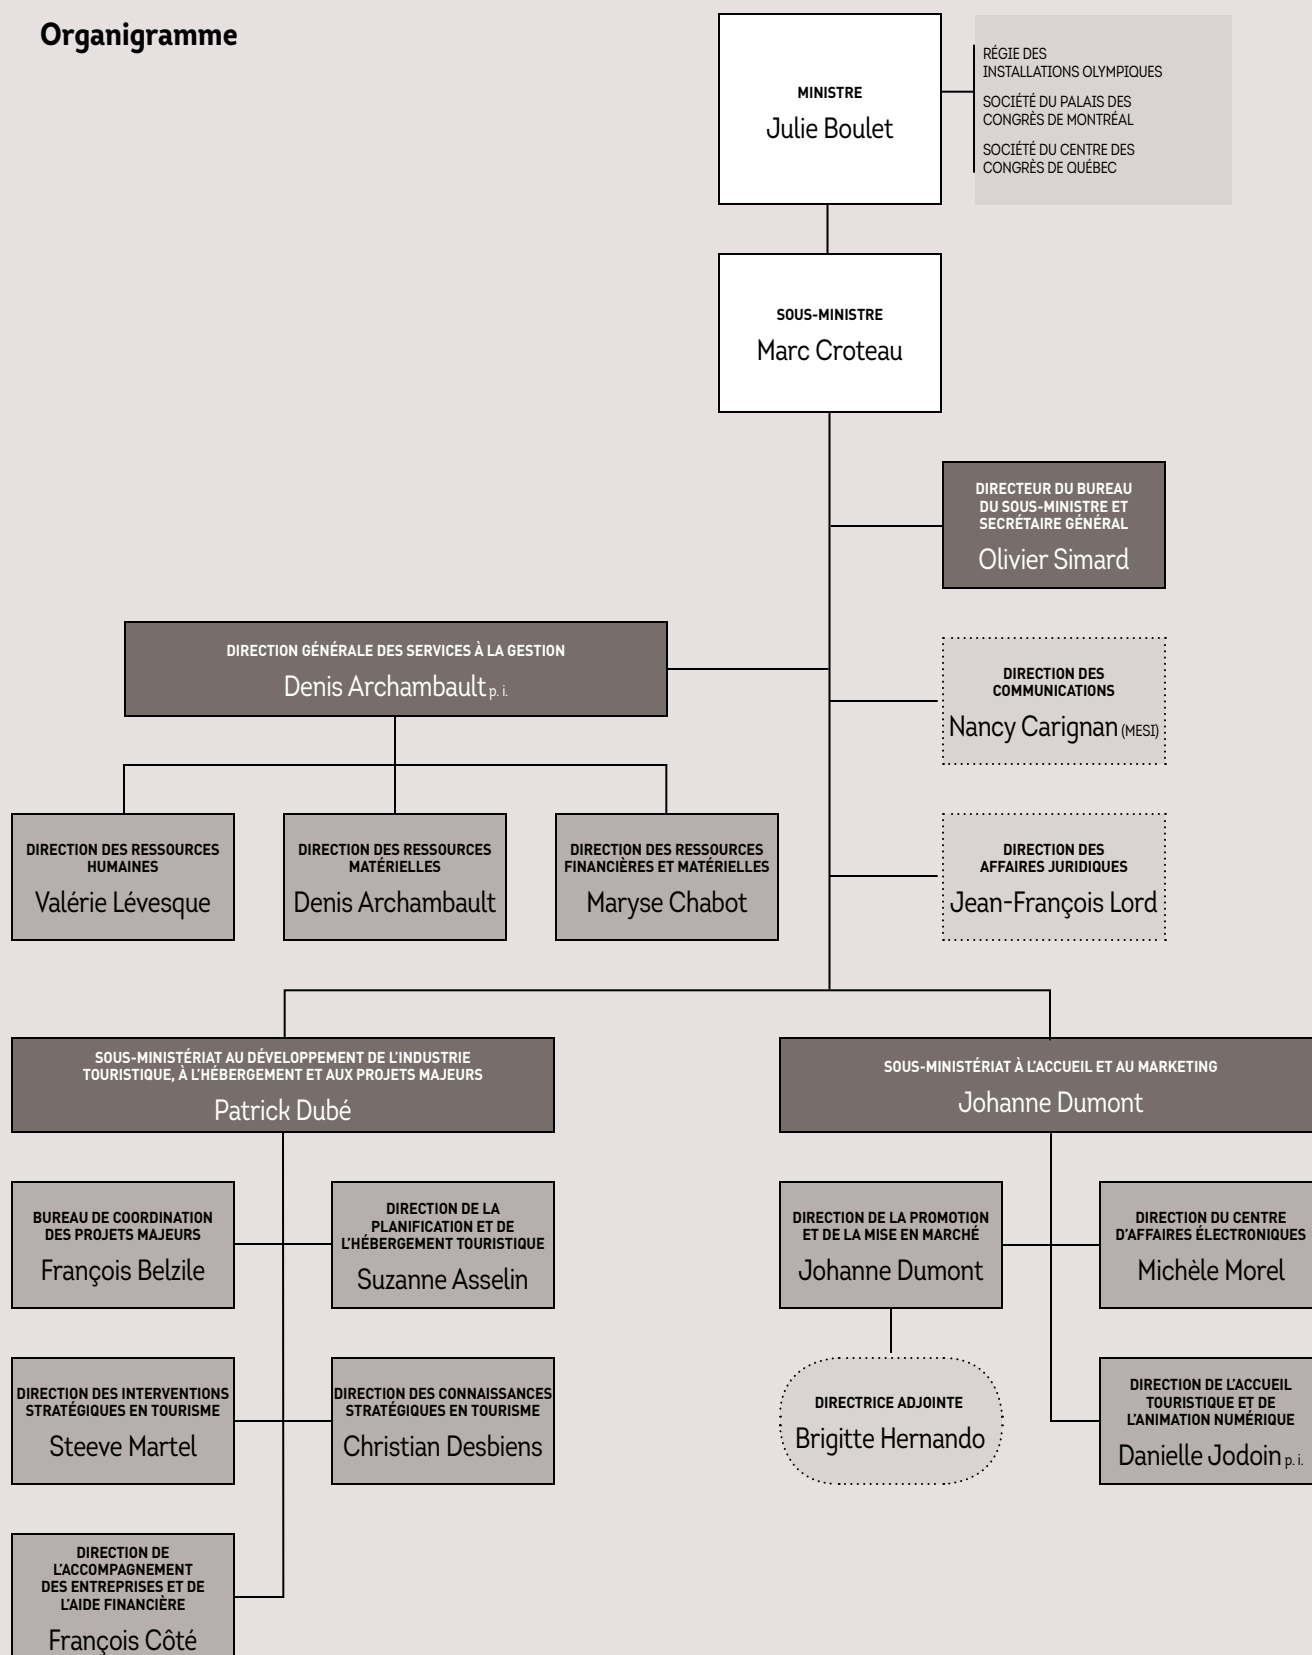 Organigramme
MINISTRE
Julie Boulet
RÉGIE DES
INSTALLATIONS OLYMPIQUES
SOCIÉTÉ DU PALAIS DES
CONGRÈS DE MONTRÉAL
SOCIÉTÉ DU CENTRE DES
CONGRÈS DE QUÉBEC
SOUS-MINISTRE
Marc Croteau
DIRECTEUR DU BUREAU
DU SOUS-MINISTRE ET
SECRÉTAIRE GÉNÉRAL
Olivier Simard
DIRECTION GÉNÉRALE DES SERVICES À LA GESTION
Denis Archambault p. i.
DIRECTION DES
COMMUNICATIONS
Nancy Carignan (MESI)
DIRECTION DES RESSOURCES
HUMAINES
Valérie Lévesque
DIRECTION DES RESSOURCES
MATÉRIELLES
Denis Archambault
DIRECTION DES RESSOURCES
FINANCIÈRES ET MATÉRIELLES
Maryse Chabot
DIRECTION DES
AFFAIRES JURIDIQUES
Jean-François Lord
SOUS-MINISTÉRIAT AU DÉVELOPPEMENT DE L'INDUSTRIE
TOURISTIQUE, À L'HÉBERGEMENT ET AUX PROJETS MAJEURS
Patrick Dubé
SOUS-MINISTÉRIAT À L'ACCUEIL ET AU MARKETING
Johanne Dumont
BUREAU DE COORDINATION
DES PROJETS MAJEURS
François Belzile
DIRECTION DE LA
PLANIFICATION ET DE
L'HÉBERGEMENT TOURISTIQUE
Suzanne Asselin
DIRECTION DE LA PROMOTION
ET DE LA MISE EN MARCHÉ
Johanne Dumont
DIRECTION DU CENTRE
D'AFFAIRES ÉLECTRONIQUES
Michèle Morel
DIRECTION DES INTERVENTIONS
STRATÉGIQUES EN TOURISME
Steeve Martel
DIRECTION DES CONNAISSANCES
STRATÉGIQUES EN TOURISME
Christian Desbiens
DIRECTRICE ADJOINTE
Brigitte Hernando
DIRECTION DE L'ACCUEIL
TOURISTIQUE ET DE
L'ANIMATION NUMÉRIQUE
Danielle Jodoin p. i.
DIRECTION DE
L'ACCOMPAGNEMENT
DES ENTREPRISES ET DE
L'AIDE FINANCIÈRE
François Côté